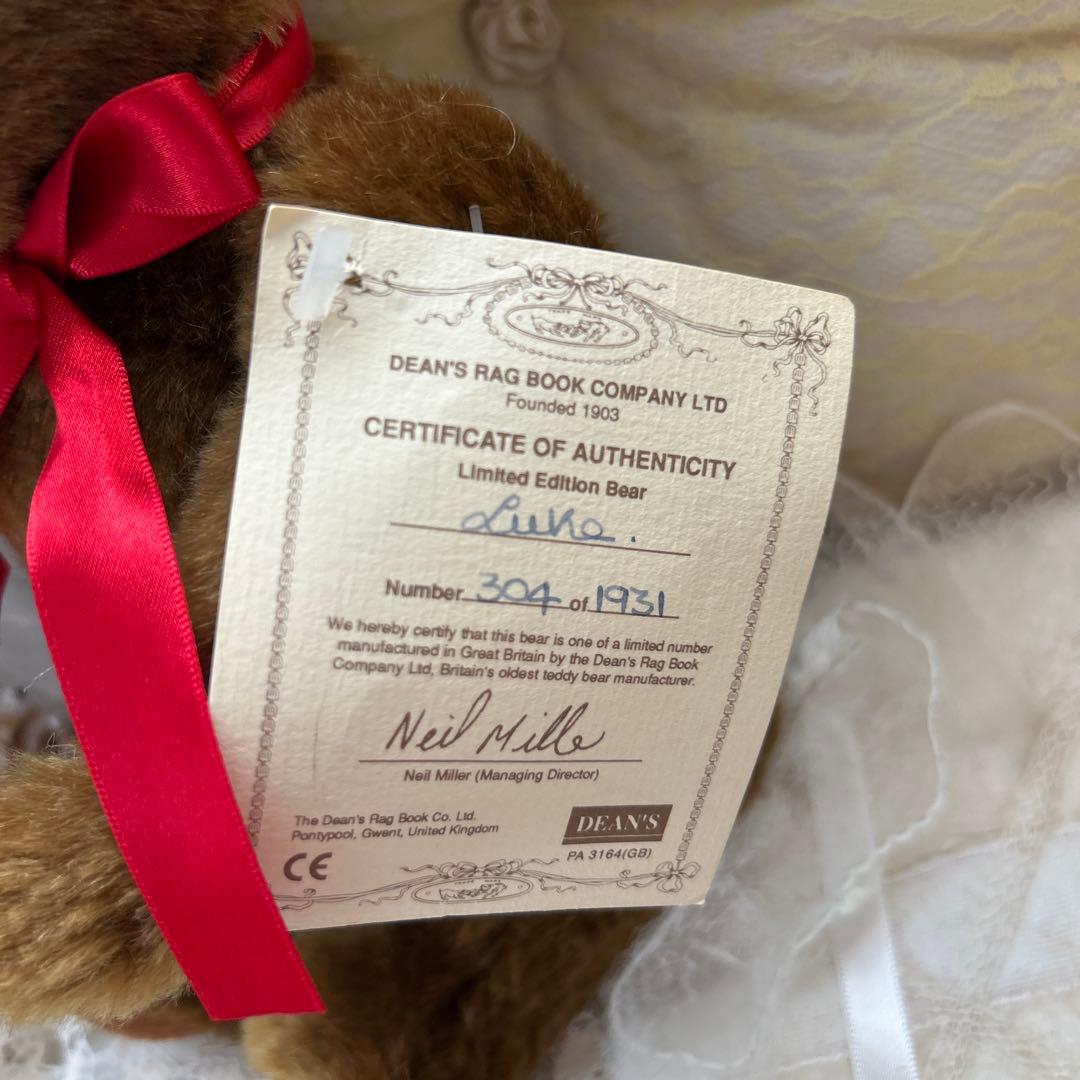 DEAN'S RAG BOOK COMPANY LTD
Founded 1903
CERTIFICATE OF AUTHENTICITY
Limited Edition Bear
Luke.
Number 304 of 1931
We hereby certify that this bear is one of a limited number
manufactured in Great Britain by the Dean's Rag Book
Company Ltd, Britain's oldest teddy bear manufacturer.
Neil Miller
Neil Miller (Managing Director)
The Dean's Rag Book Co. Ltd.
Pontypool, Gwent, United Kingdom
DEAN'S
PA 3164(GB)
CE